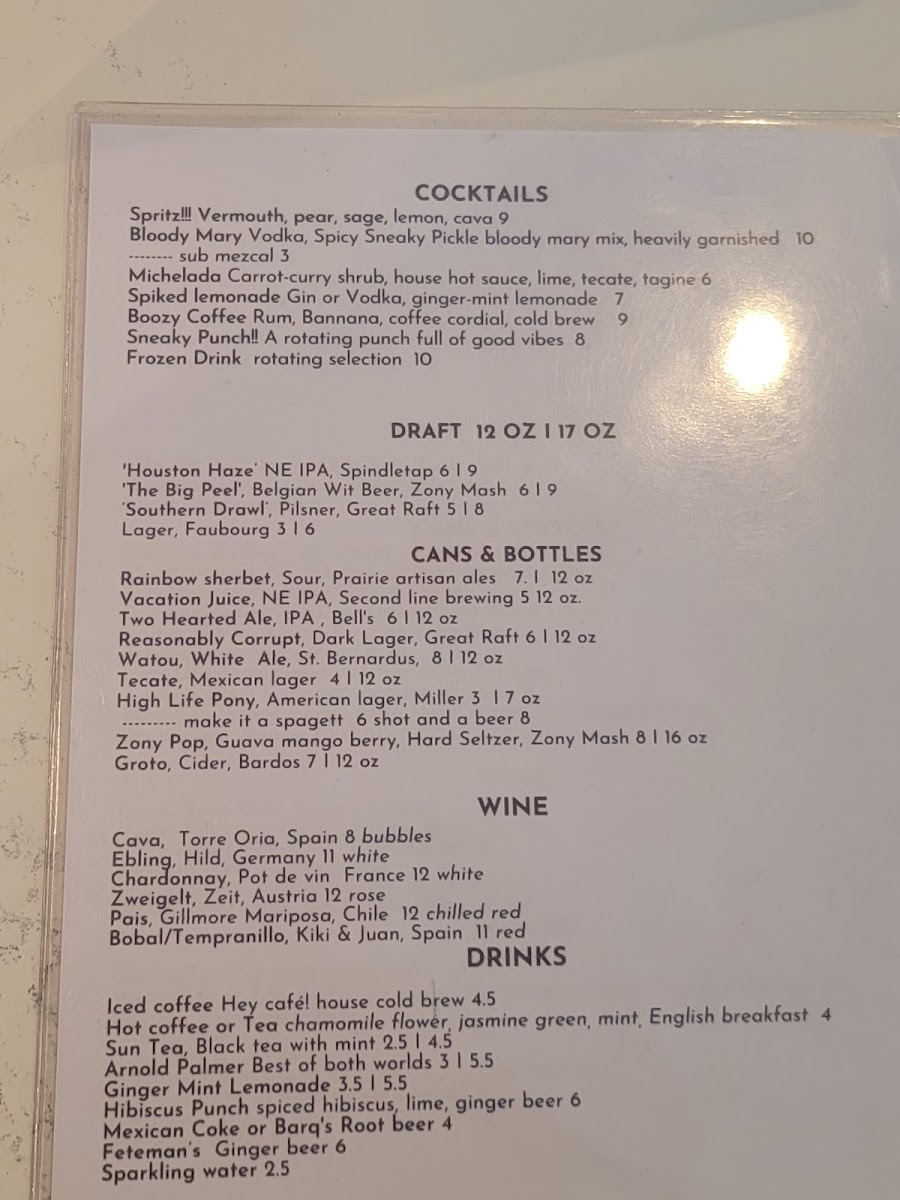 COCKTAILS
Spritz!!! Vermouth, pear, sage, lemon, cava 9
Bloody Mary Vodka, Spicy Sneaky Pickle bloody mary mix, heavily garnished 10
-------- sub mezcal 3
Michelada Carrot-curry shrub, house hot sauce, lime, tecate, tagine 6
Spiked lemonade Gin or Vodka, ginger-mint lemonade 7
Boozy Coffee Rum, Bannana, coffee cordial, cold brew 9
Sneaky Punch!! A rotating punch full of good vibes 8
Frozen Drink rotating selection 10
DRAFT 12 OZ | 17 OZ
'Houston Haze' NE IPA, Spindletap 6 | 9
'The Big Peel', Belgian Wit Beer, Zony Mash 6 | 9
'Southern Drawl', Pilsner, Great Raft 5 | 8
Lager, Faubourg 3 | 6
CANS & BOTTLES
Rainbow sherbet, Sour, Prairie artisan ales 7. | 12 oz
Vacation Juice, NE IPA, Second line brewing 5 12 oz.
Two Hearted Ale, IPA , Bell's 6 | 12 oz
Reasonably Corrupt, Dark Lager, Great Raft 6 | 12 oz
Watou, White Ale, St. Bernardus, 8 | 12 oz
Tecate, Mexican lager 4 | 12 oz
High Life Pony, American lager, Miller 3 | 7 oz
--------- make it a spagett 6 shot and a beer 8
Zony Pop, Guava mango berry, Hard Seltzer, Zony Mash 8 | 16 oz
Groto, Cider, Bardos 7 | 12 oz
WINE
Cava, Torre Oria, Spain 8 bubbles
Ebling, Hild, Germany 11 white
Chardonnay, Pot de vin France 12 white
Zweigelt, Zeit, Austria 12 rose
Pais, Gillmore Mariposa, Chile 12 chilled red
Bobal/Tempranillo, Kiki & Juan, Spain 11 red
DRINKS
Iced coffee Hey café! house cold brew 4.5
Hot coffee or Tea chamomile flower, jasmine green, mint, English breakfast 4
Sun Tea, Black tea with mint 2.5 | 4.5
Arnold Palmer Best of both worlds 3 | 5.5
Ginger Mint Lemonade 3.5 | 5.5
Hibiscus Punch spiced hibiscus, lime, ginger beer 6
Mexican Coke or Barq's Root beer 4
Feteman's Ginger beer 6
Sparkling water 2.5